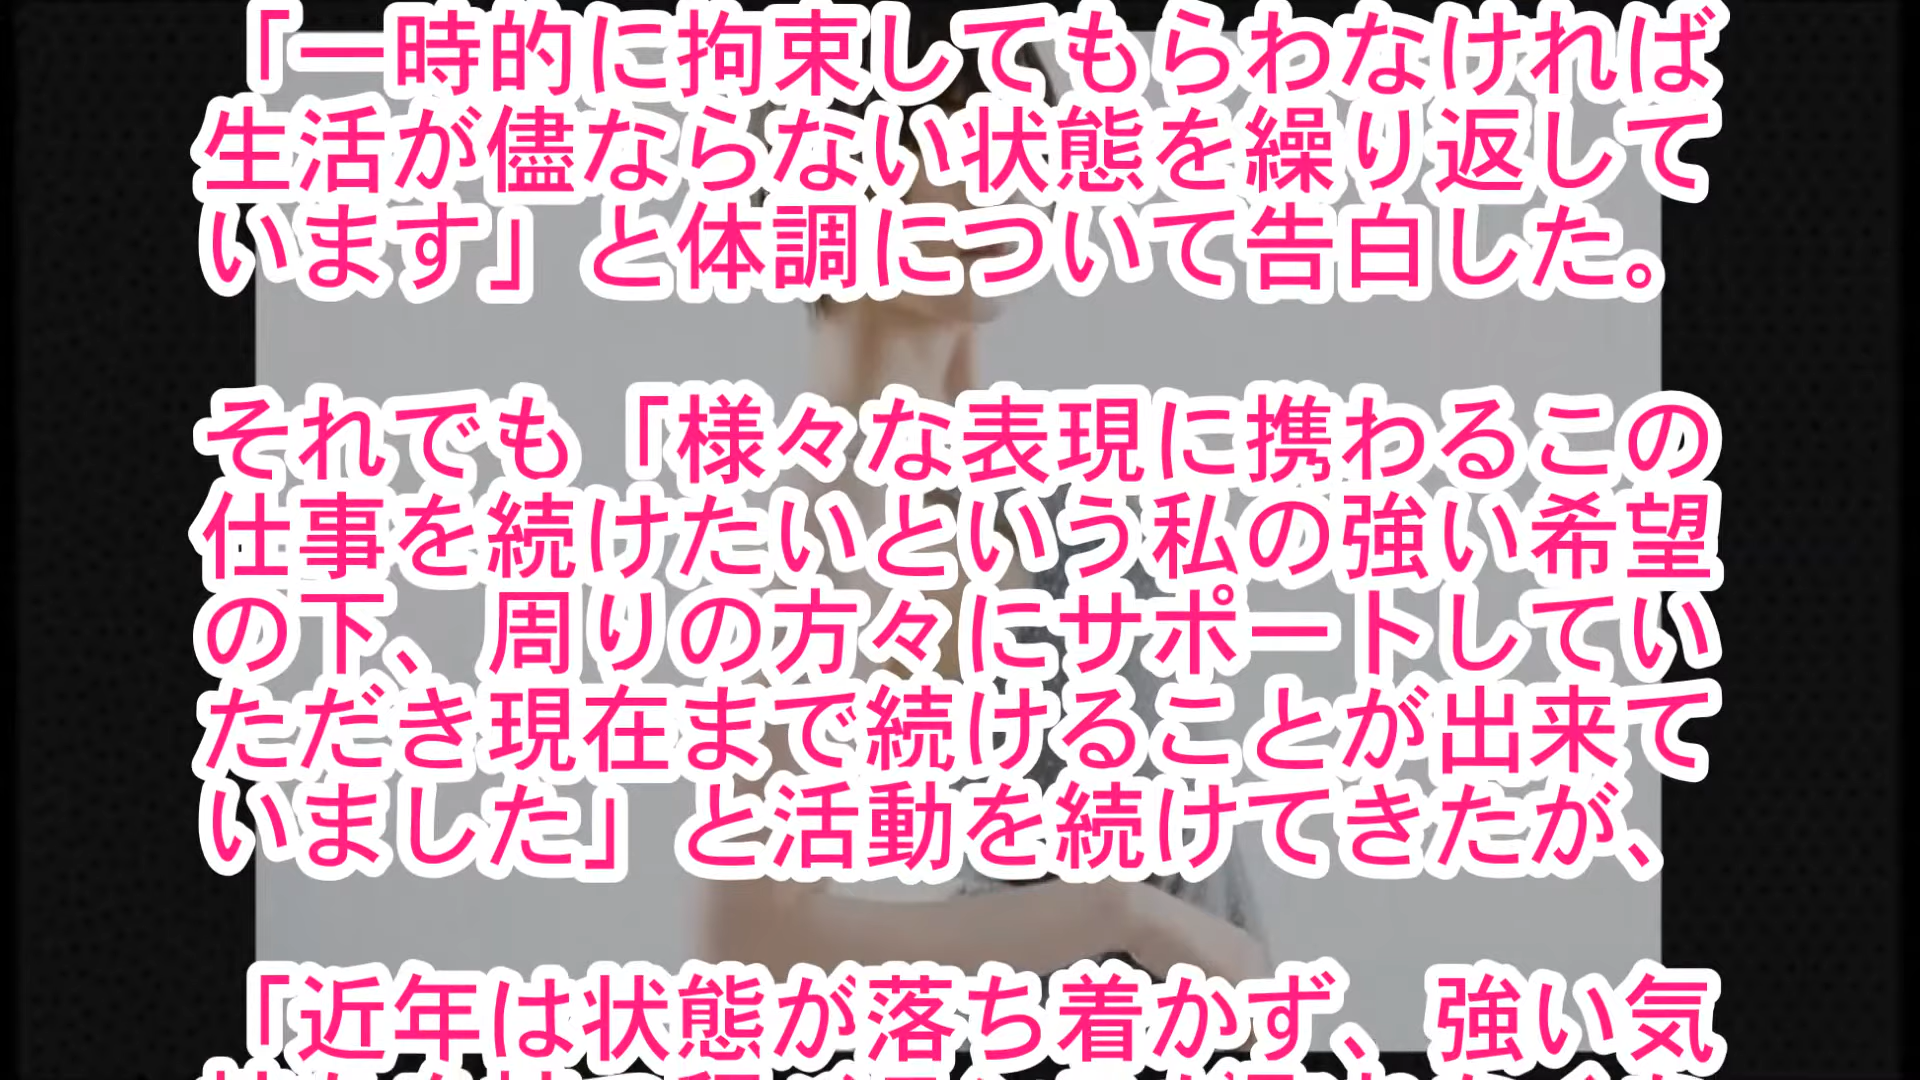 「一時的に拘束してもらわなければ
生活が儘ならない状態を繰り返して
います」と体調について告白した。
それでも「様々な表現に携わるこの
仕事を続けたいという私の強い希望
の下、周りの方々にサポートしてい
ただき現在まで続けることが出来て
いました」と活動を続けてきたが、
「近年は状態が落ち着かず、強い気